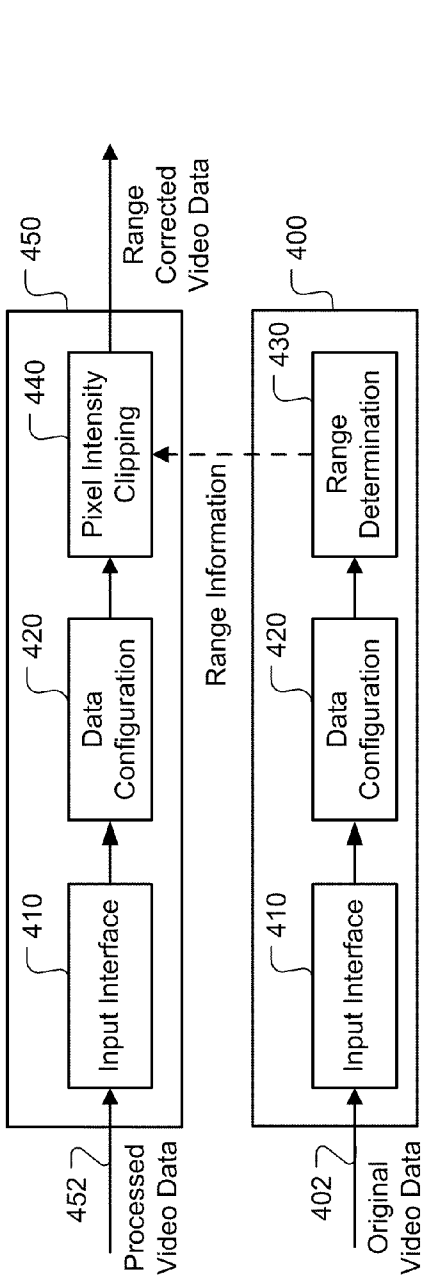 450
440
420
410
Pixel Intensity
Clipping
Data
Configuration
Input Interface
452
Processed
Video Data
Range
Corrected
Video Data
Range Information
400
430
420
410
Range
Determination
Data
Configuration
Input Interface
402
Original
Video Data